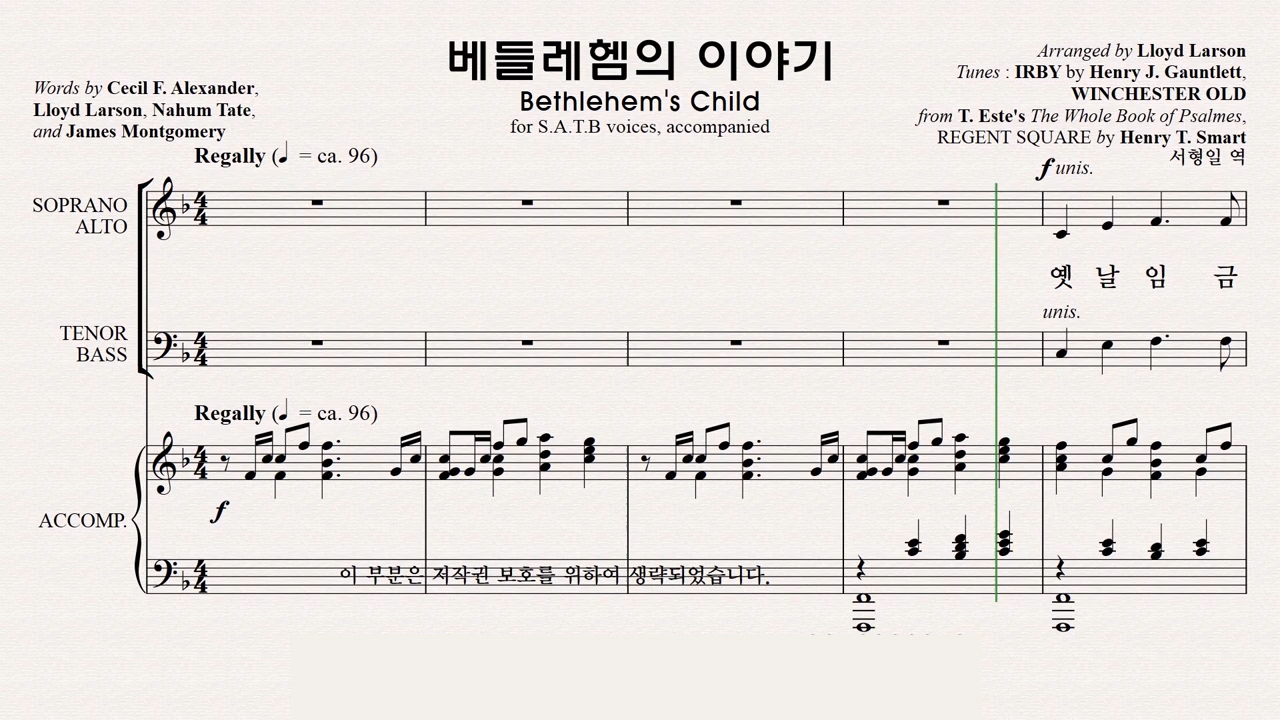 베들레헴의 이야기
Bethlehem's Child
for S.A.T.B voices, accompanied
Words by Cecil F. Alexander,
Lloyd Larson, Nahum Tate,
and James Montgomery
Arranged by Lloyd Larson
Tunes : IRBY by Henry J. Gauntlett,
WINCHESTER OLD
from T. Este's The Whole Book of Psalmes,
REGENT SQUARE by Henry T. Smart
서형일 역
Regally (♩ = ca. 96)
f unis.
SOPRANO
ALTO
옛 날 임 금
unis.
TENOR
BASS
Regally (♩ = ca. 96)
f
ACCOMP.
이 부분은 저작권 보호를 위하여 생략되었습니다.